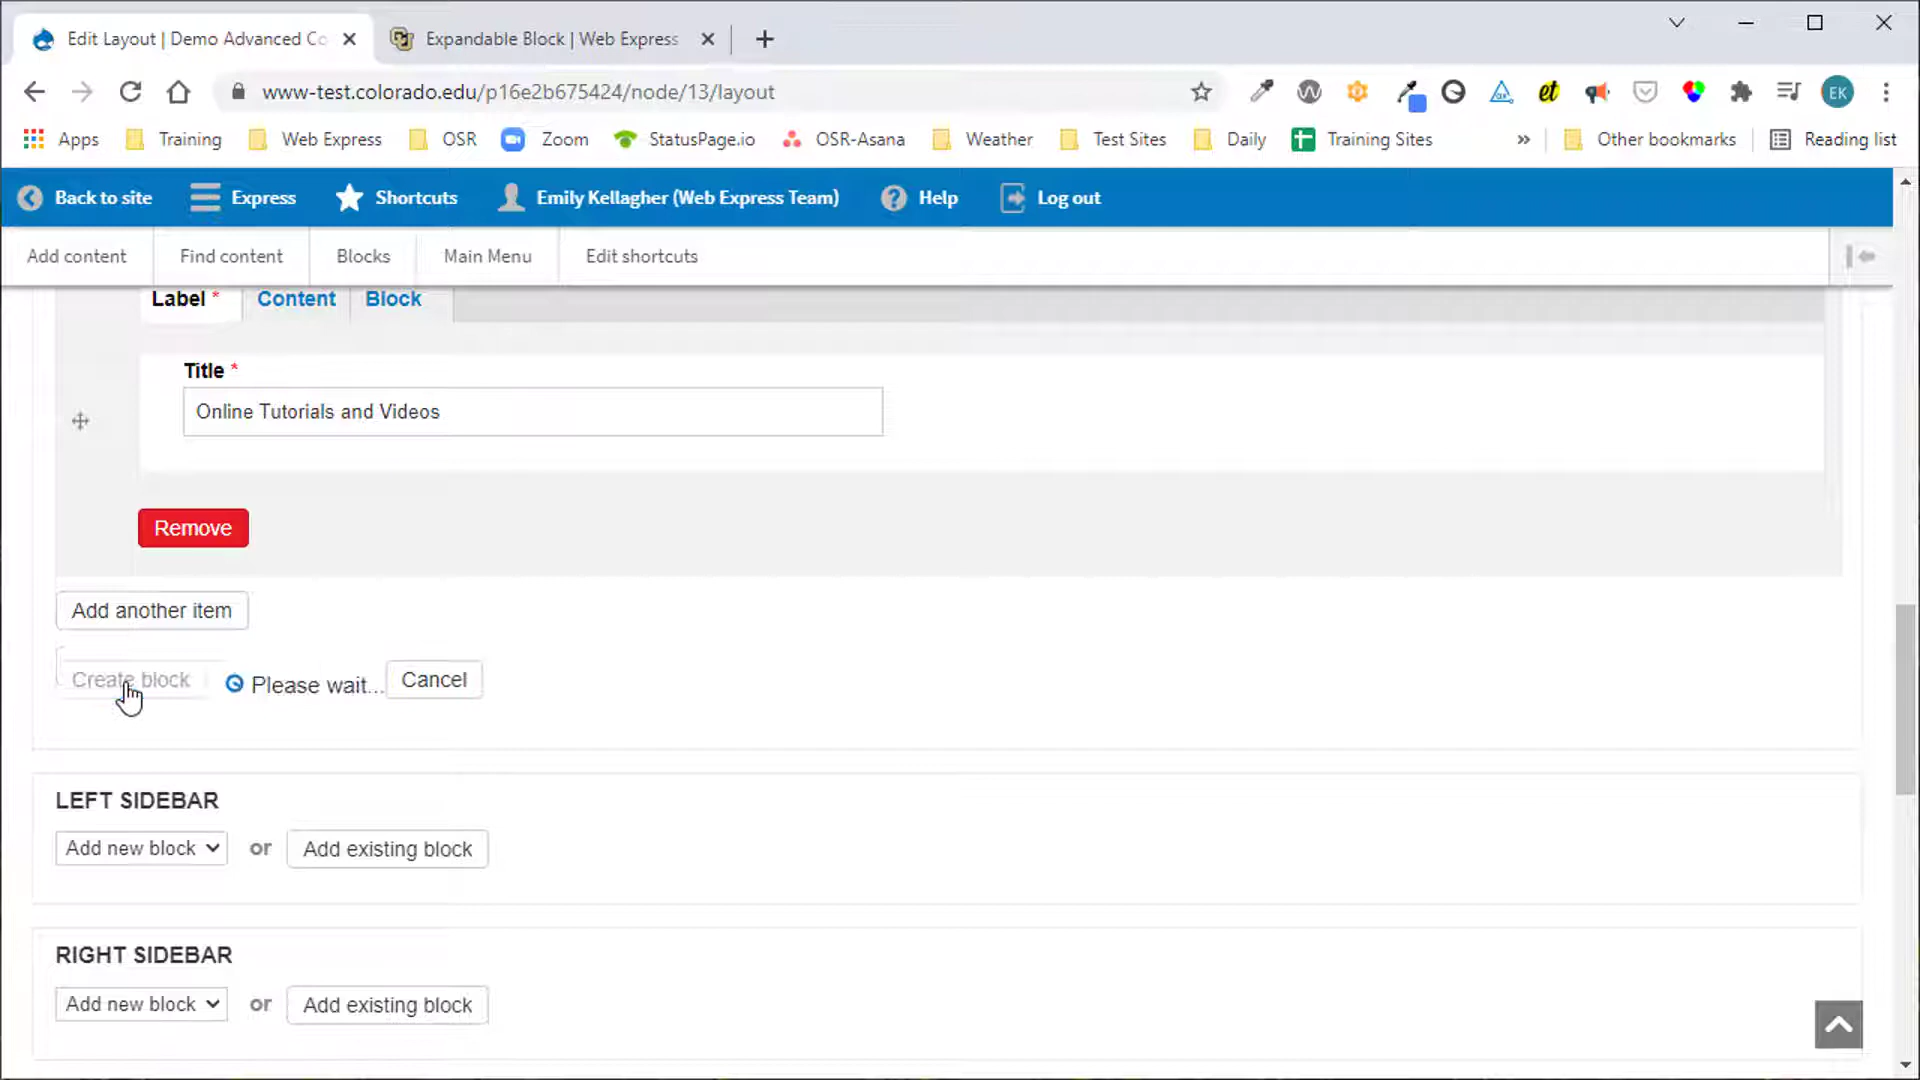 Edit Layout | Demo Advanced Co
Expandable Block | Web Express
www-test.colorado.edu/p16e2b675424/node/13/layout
et
EK
Apps
Training
Web Express
OSR
Zoom
StatusPage.io
OSR-Asana
Weather
Test Sites
Daily
Training Sites
»
Other bookmarks
Reading list
Back to site
Express
Shortcuts
Emily Kellagher (Web Express Team)
Help
Log out
Add content
Find content
Blocks
Main Menu
Edit shortcuts
Label *
Content
Block
Title *
Online Tutorials and Videos
Remove
Add another item
Create block
Please wait...
Cancel
LEFT SIDEBAR
Add new block
or
Add existing block
RIGHT SIDEBAR
Add new block
or
Add existing block